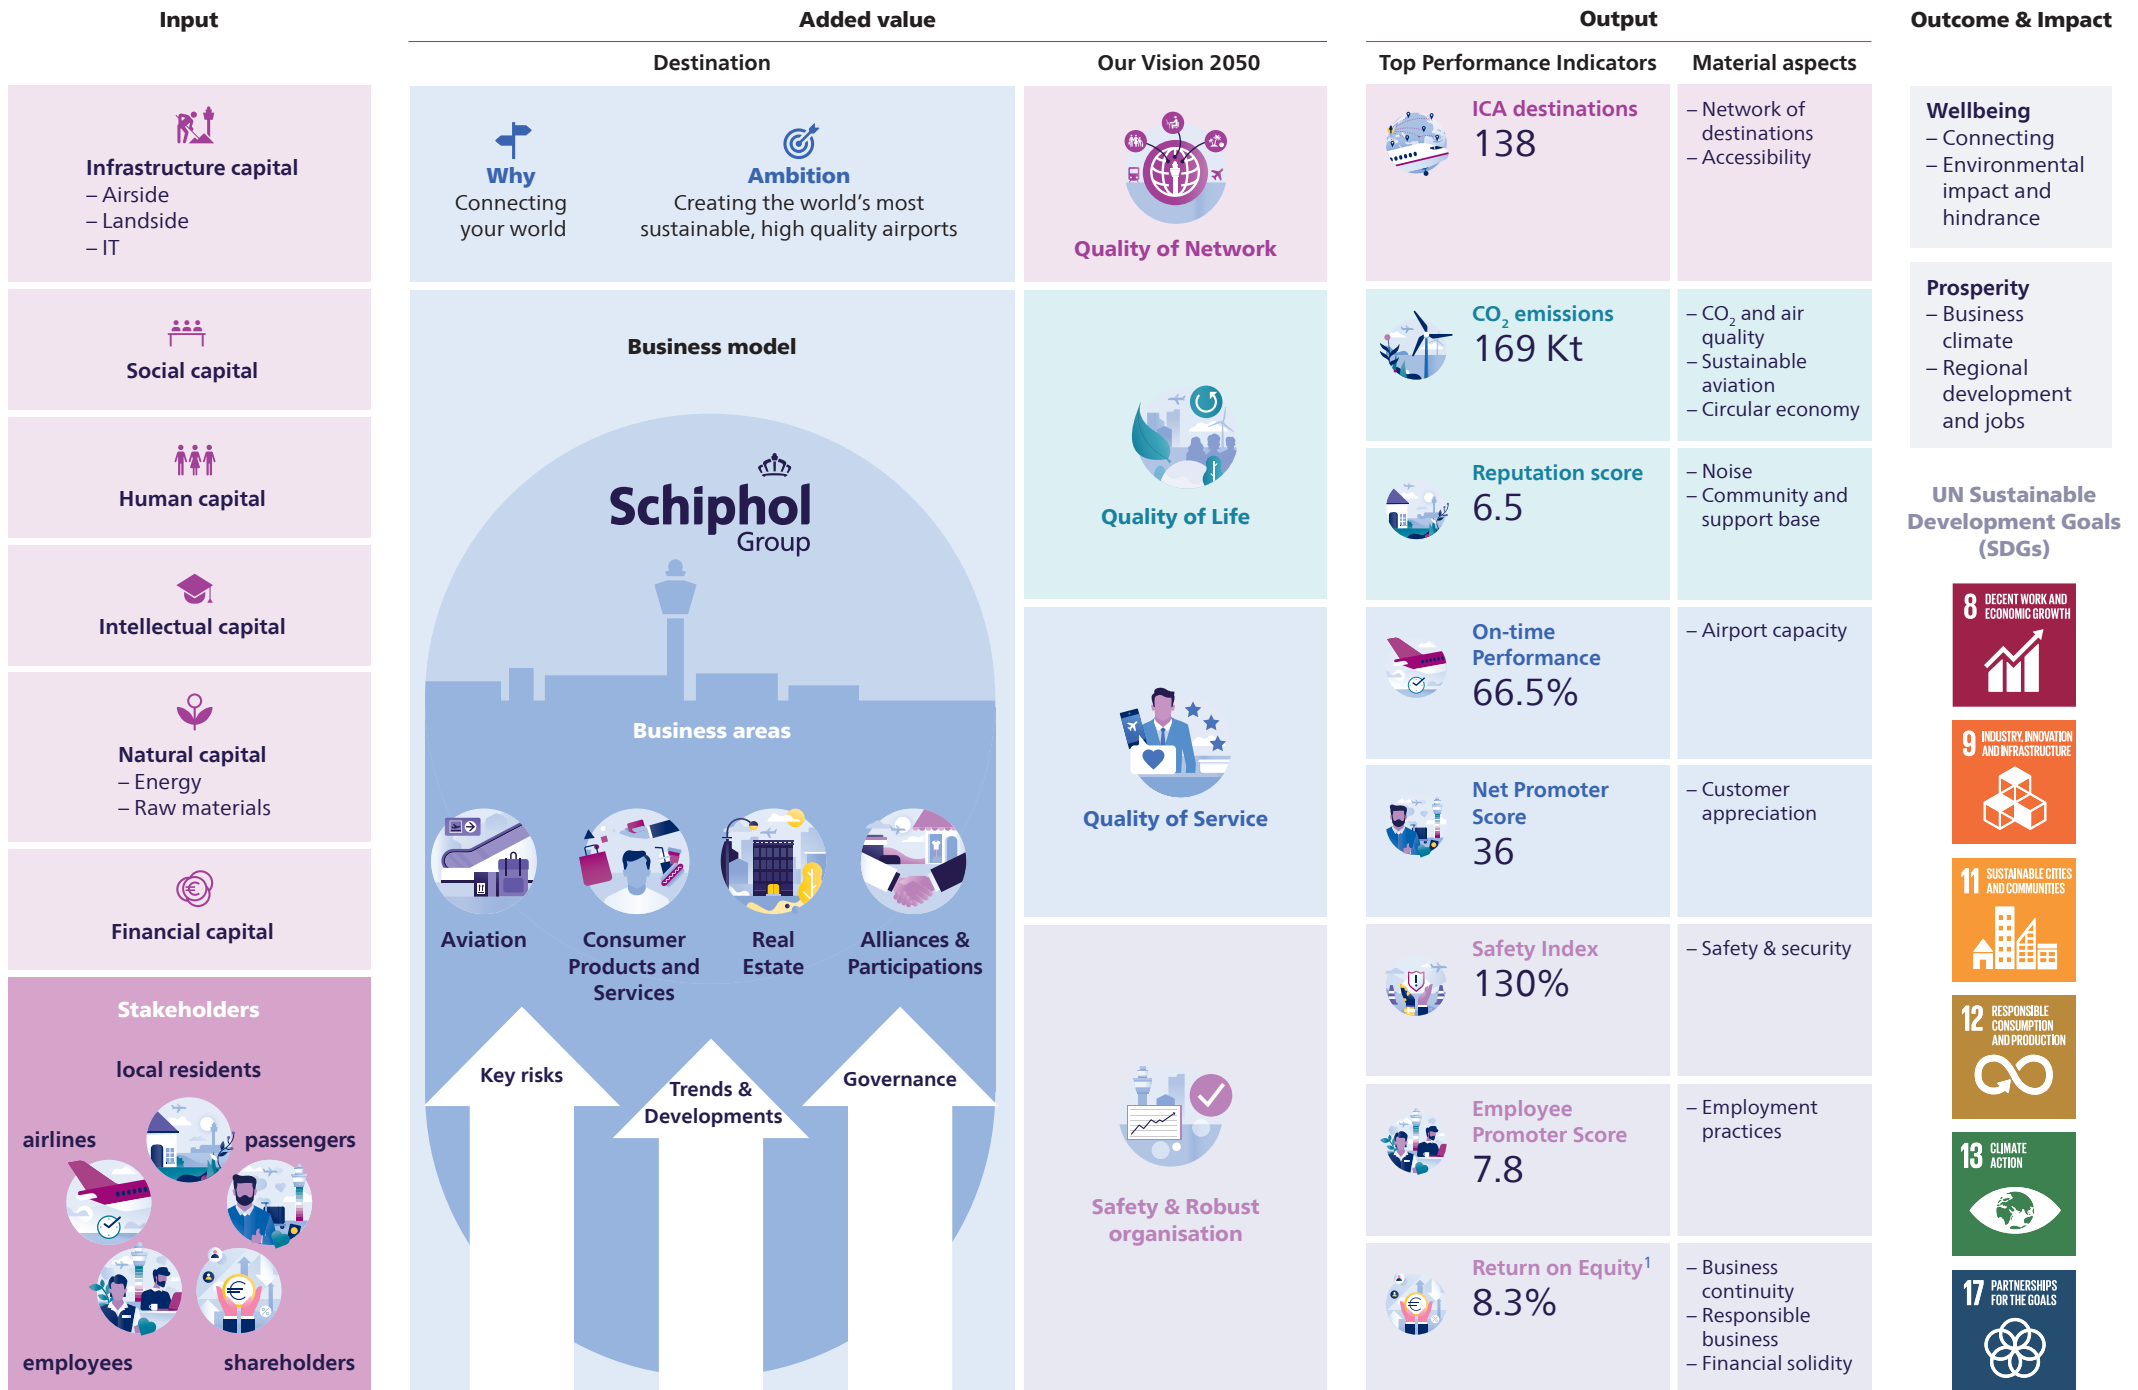 Input
Infrastructure capital
– Airside
– Landside
– IT
Social capital
Human capital
Intellectual capital
Natural capital
– Energy
– Raw materials
Financial capital
Stakeholders
local residents
airlines
passengers
employees
shareholders
Added value
Destination
Our Vision 2050
Why
Connecting
your world
Ambition
Creating the world's most
sustainable, high quality airports
Business model
Schiphol
Group
Business areas
Aviation
Consumer
Products and
Services
Real
Estate
Alliances &
Participations
Key risks
Trends &
Developments
Governance
Quality of Network
Quality of Life
Quality of Service
Safety & Robust
organisation
Output
Top Performance Indicators
Material aspects
ICA destinations
138
– Network of
destinations
– Accessibility
CO₂ emissions
169 Kt
– CO₂ and air
quality
– Sustainable
aviation
– Circular economy
Reputation score
6.5
– Noise
– Community and
support base
On-time
Performance
66.5%
– Airport capacity
Net Promoter
Score
36
– Customer
appreciation
Safety Index
130%
– Safety & security
Employee
Promoter Score
7.8
– Employment
practices
Return on Equity¹
8.3%
– Business
continuity
– Responsible
business
– Financial solidity
Outcome & Impact
Wellbeing
– Connecting
– Environmental
impact and
hindrance
Prosperity
– Business
climate
– Regional
development
and jobs
UN Sustainable
Development Goals
(SDGs)
8 DECENT WORK AND
ECONOMIC GROWTH
9 INDUSTRY, INNOVATION
AND INFRASTRUCTURE
11 SUSTAINABLE CITIES
AND COMMUNITIES
12 RESPONSIBLE
CONSUMPTION
AND PRODUCTION
13 CLIMATE
ACTION
17 PARTNERSHIPS
FOR THE GOALS